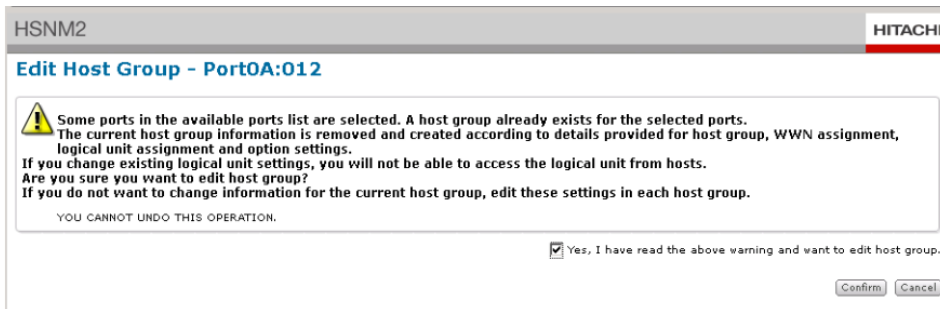 HSNM2
HITACHI
Edit Host Group - Port0A:012
Some ports in the available ports list are selected. A host group already exists for the selected ports.
The current host group information is removed and created according to details provided for host group, WWN assignment,
logical unit assignment and option settings.
If you change existing logical unit settings, you will not be able to access the logical unit from hosts.
Are you sure you want to edit host group?
If you do not want to change information for the current host group, edit these settings in each host group.
YOU CANNOT UNDO THIS OPERATION.
Yes, I have read the above warning and want to edit host group.
Confirm Cancel